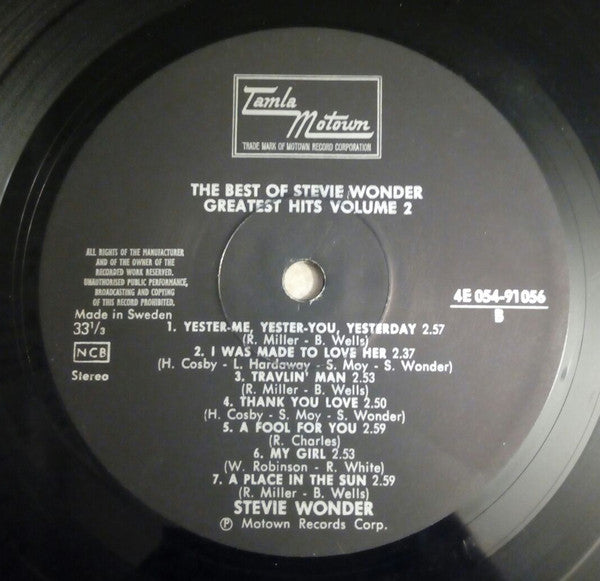 Tamla
Motown
TRADE MARK OF MOTOWN RECORD CORPORATION
THE BEST OF STEVIE WONDER
GREATEST HITS VOLUME 2
ALL RIGHTS OF THE MANUFACTURER
AND OF THE OWNER OF THE
RECORDED WORK RESERVED.
UNAUTHORISED PUBLIC PERFORMANCE,
BROADCASTING AND COPYING
OF THIS RECORD PROHIBITED.
Made in Sweden
33 1/3
NCB
Stereo
4E 054-91056
B
1. YESTER-ME, YESTER-YOU, YESTERDAY 2.57
(R. Miller - B. Wells)
2. I WAS MADE TO LOVE HER 2.37
(H. Cosby - L. Hardaway - S. Moy - S. Wonder)
3. TRAVLIN' MAN 2.53
(R. Miller - B. Wells)
4. THANK YOU LOVE 2.50
(H. Cosby - S. Moy - S. Wonder)
5. A FOOL FOR YOU 2.59
(R. Charles)
6. MY GIRL 2.53
(W. Robinson - R. White)
7. A PLACE IN THE SUN 2.59
(R. Miller - B. Wells)
STEVIE WONDER
℗ Motown Records Corp.